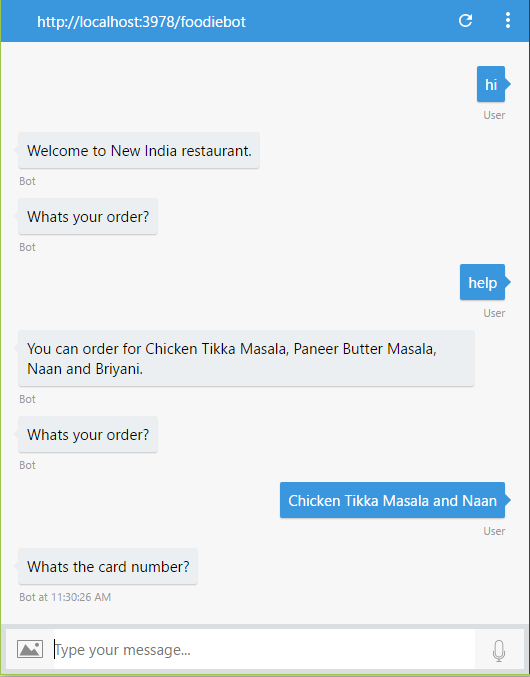 http://localhost:3978/foodiebot
hi
User
Welcome to New India restaurant.
Bot
Whats your order?
Bot
help
User
You can order for Chicken Tikka Masala, Paneer Butter Masala,
Naan and Briyani.
Bot
Whats your order?
Bot
Chicken Tikka Masala and Naan
User
Whats the card number?
Bot at 11:30:26 AM
Type your message...